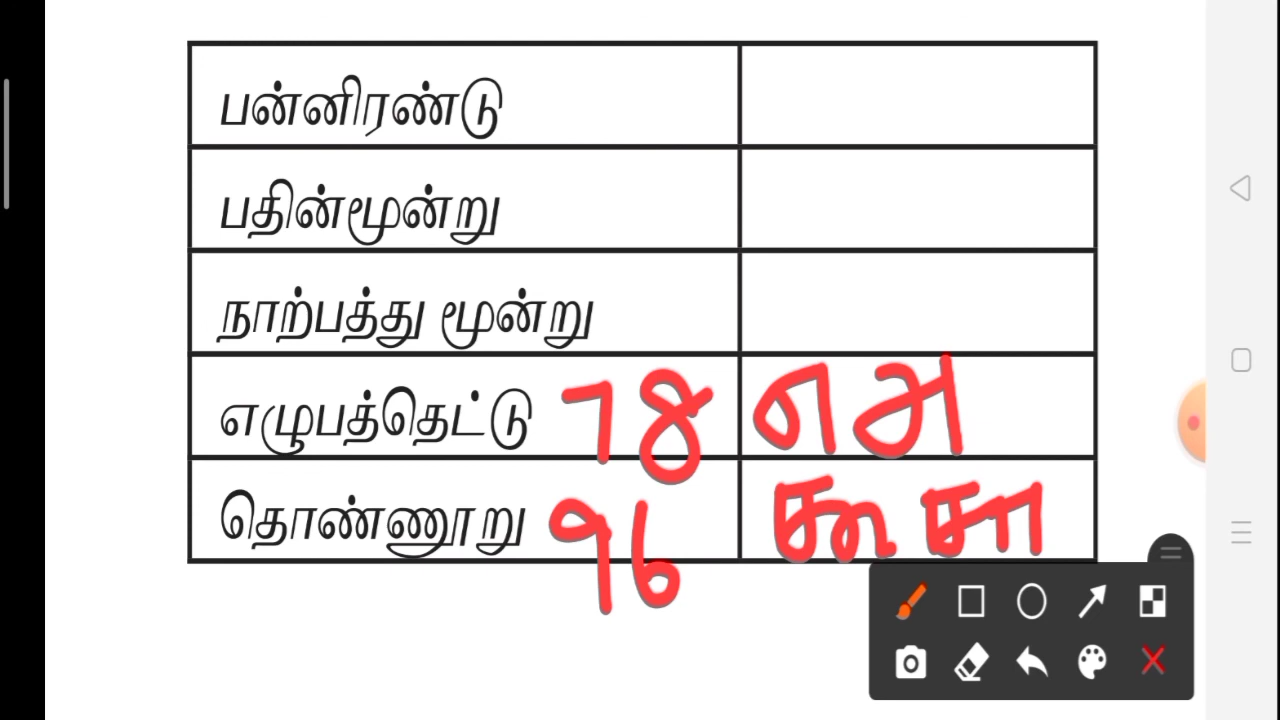 பன்னிரண்டு
பதின்மூன்று
நாற்பத்து மூன்று
எழுபத்தெட்டு 78 எஅ
தொண்ணூறு 96 கூசா